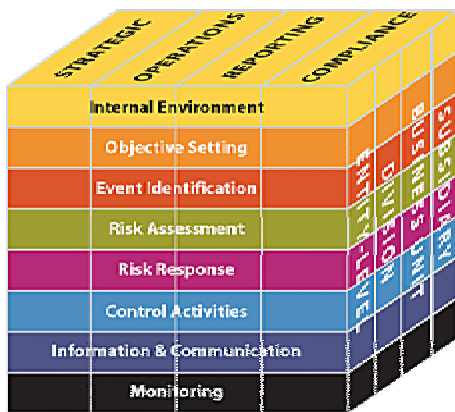 STRATEGIC
OPERATIONS
REPORTING
COMPLIANCE
Internal Environment
Objective Setting
Event Identification
Risk Assessment
Risk Response
Control Activities
Information & Communication
Monitoring
ENTITY-LEVEL
DIVISION
BUSINESS UNIT
SUBSIDIARY